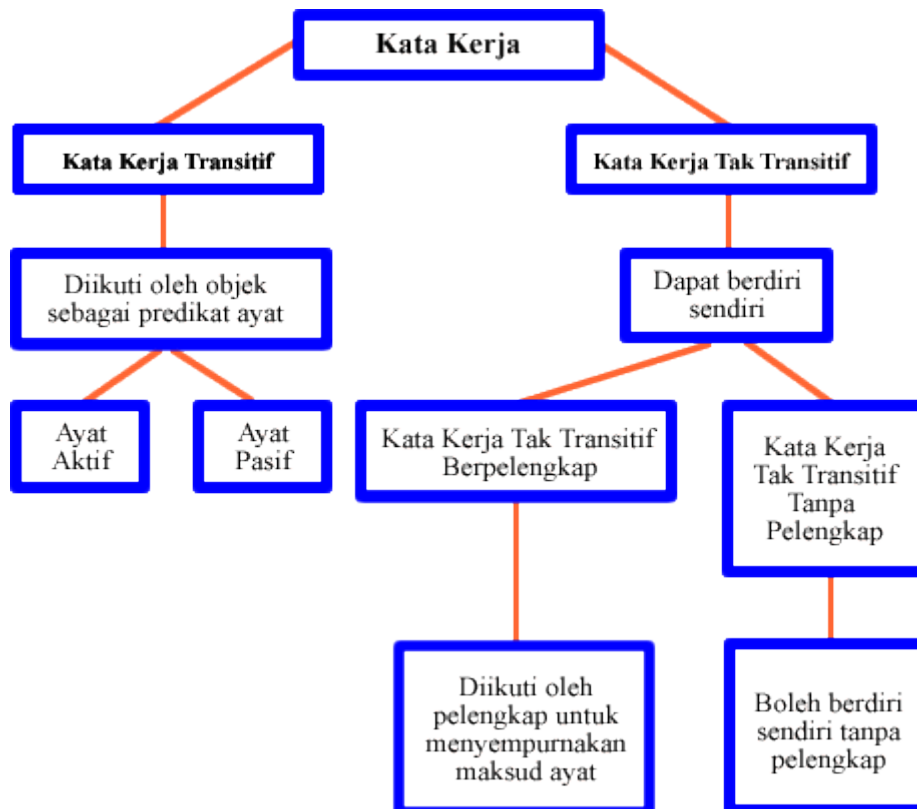 Kata Kerja
Kata Kerja Transitif
Kata Kerja Tak Transitif
Diikuti oleh objek
sebagai predikat ayat
Dapat berdiri
sendiri
Ayat
Aktif
Ayat
Pasif
Kata Kerja Tak Transitif
Berpelengkap
Kata Kerja
Tak Transitif
Tanpa
Pelengkap
Diikuti oleh
pelengkap untuk
menyempurnakan
maksud ayat
Boleh berdiri
sendiri tanpa
pelengkap